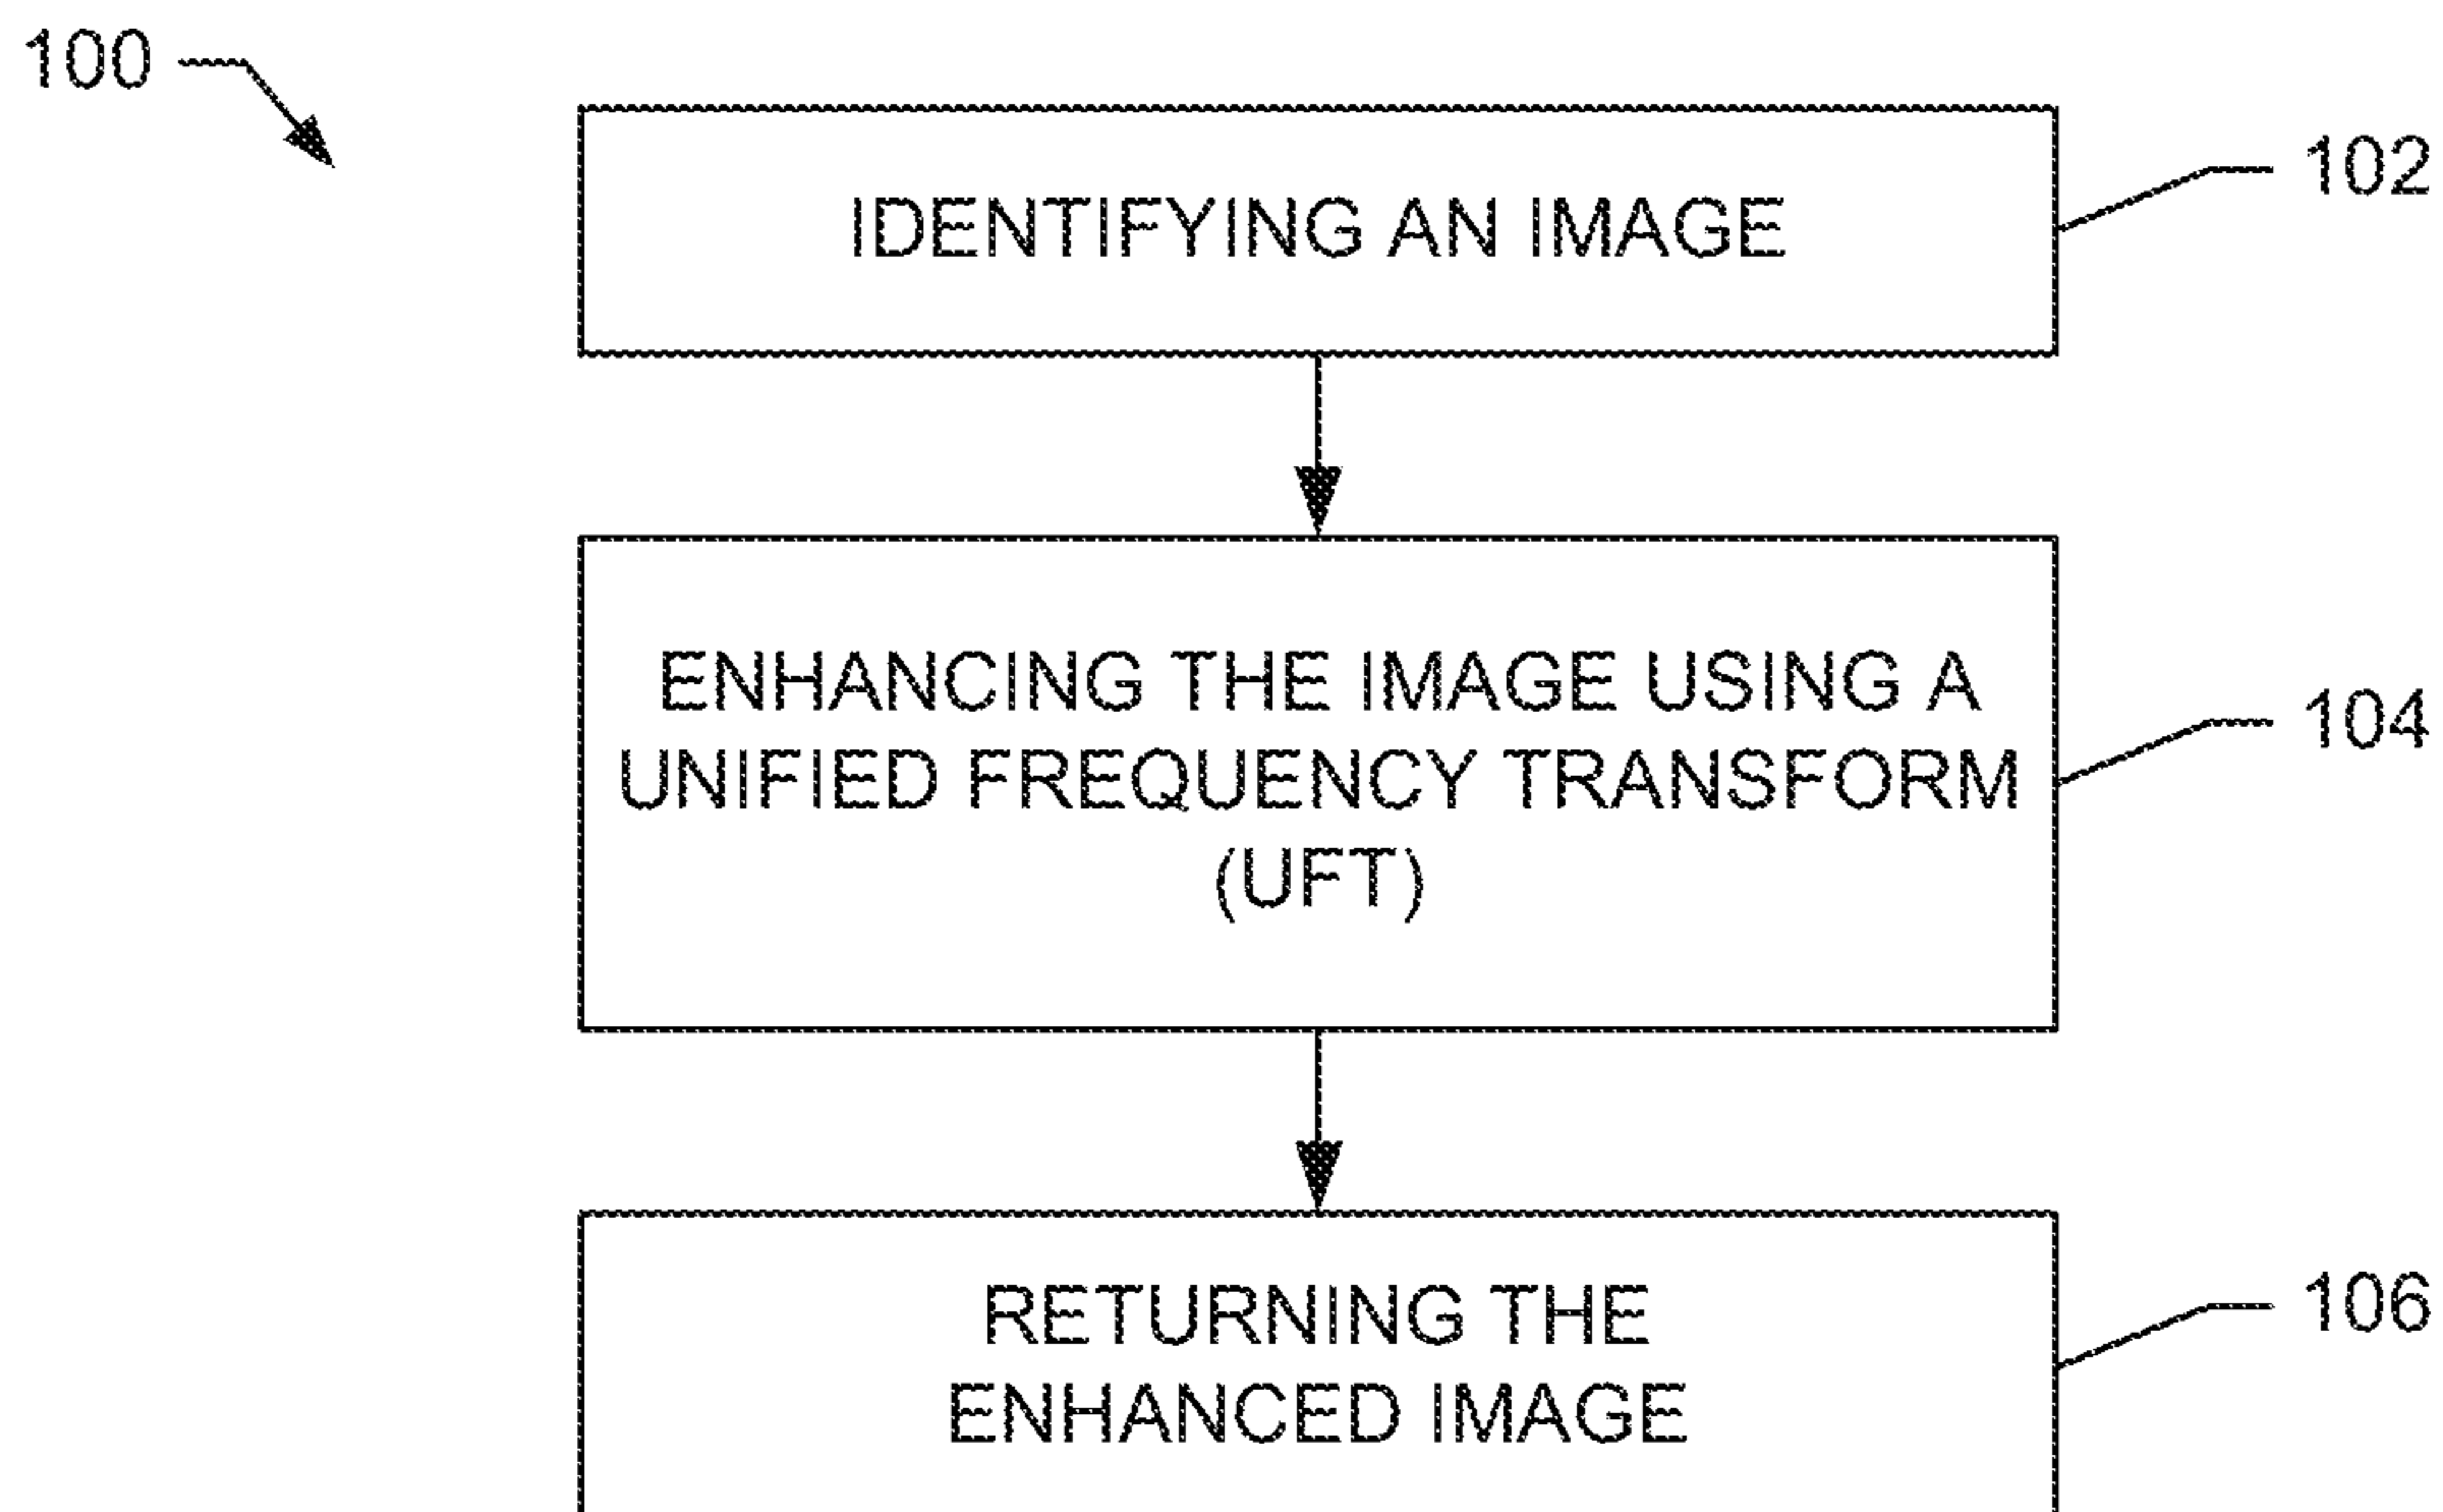 100
IDENTIFYING AN IMAGE
102
ENHANCING THE IMAGE USING A
UNIFIED FREQUENCY TRANSFORM
(UFT)
104
RETURNING THE
ENHANCED IMAGE
106